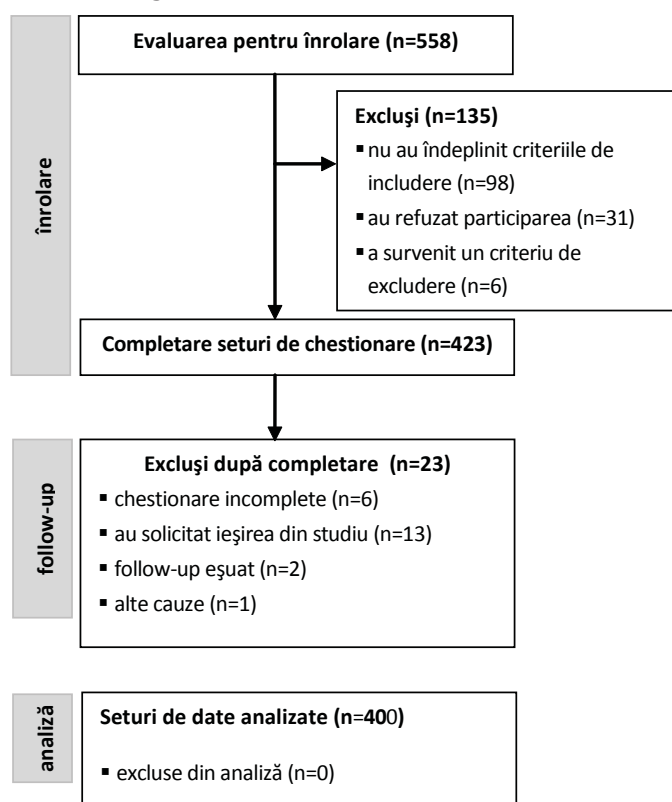 Evaluarea pentru înrolare (n=558)
Excluşi (n=135)
▪ nu au îndeplinit criteriile de
includere (n=98)
▪ au refuzat participarea (n=31)
▪ a survenit un criteriu de
excludere (n=6)
înrolare
Completare seturi de chestionare (n=423)
Excluşi după completare (n=23)
▪ chestionare incomplete (n=6)
▪ au solicitat ieşirea din studiu (n=13)
▪ follow-up eşuat (n=2)
▪ alte cauze (n=1)
follow-up
Seturi de date analizate (n=400)
▪ excluse din analiză (n=0)
analiză